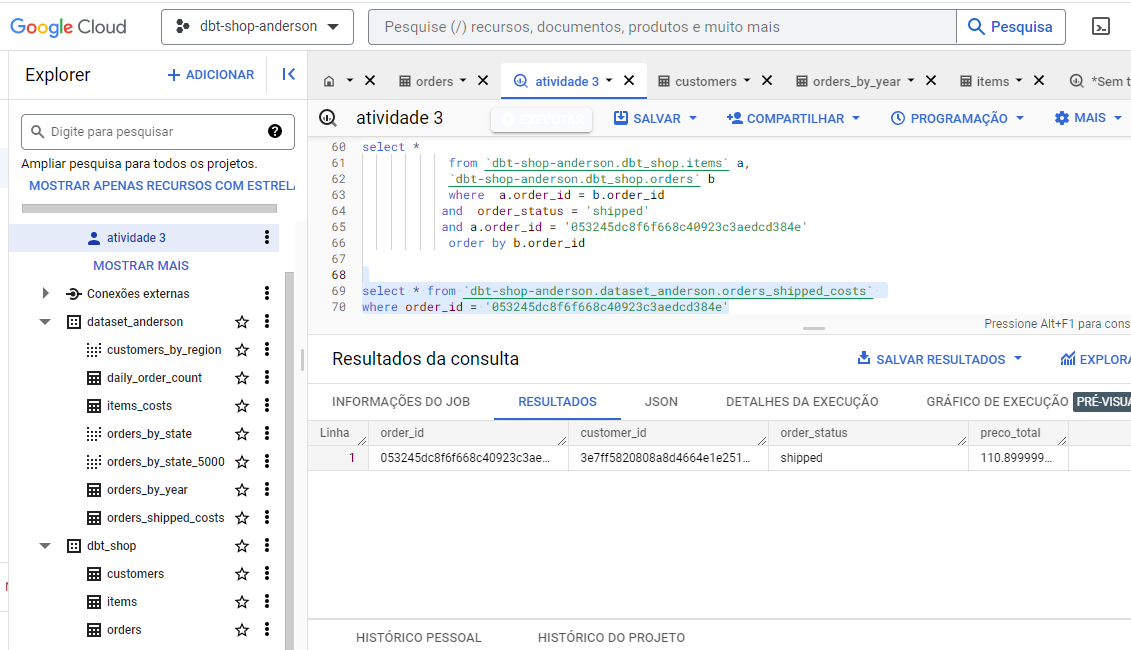 Google Cloud
dbt-shop-anderson
Pesquise (/) recursos, documentos, produtos e muito mais
Pesquisa
Explorer
ADICIONAR
Digite para pesquisar
Ampliar pesquisa para todos os projetos.
MOSTRAR APENAS RECURSOS COM ESTRELA
atividade 3
MOSTRAR MAIS
Conexões externas
dataset_anderson
customers_by_region
daily_order_count
items_costs
orders_by_state
orders_by_state_5000
orders_by_year
orders_shipped_costs
dbt_shop
customers
items
orders
orders
atividade 3
customers
orders_by_year
items
*Sem t
atividade 3
EXECUTAR
SALVAR
COMPARTILHAR
PROGRAMAÇÃO
MAIS
60 select *
61 from `dbt-shop-anderson.dbt_shop.items` a,
62 `dbt-shop-anderson.dbt_shop.orders` b
63 where a.order_id = b.order_id
64 and order_status = 'shipped'
65 and a.order_id = '053245dc8f6f668c40923c3aedcd384e'
66 order by b.order_id
67
68
69 select * from `dbt-shop-anderson.dataset_anderson.orders_shipped_costs`
70 where order_id = '053245dc8f6f668c40923c3aedcd384e'
Pressione Alt+F1 para cons
Resultados da consulta
SALVAR RESULTADOS
EXPLORA
INFORMAÇÕES DO JOB
RESULTADOS
JSON
DETALHES DA EXECUÇÃO
GRÁFICO DE EXECUÇÃO
PRÉ-VISUA
Linha order_id customer_id order_status preco_total
1 053245dc8f6f668c40923c3ae... 3e7ff5820808a8d4664e1e251... shipped 110.899999...
HISTÓRICO PESSOAL
HISTÓRICO DO PROJETO